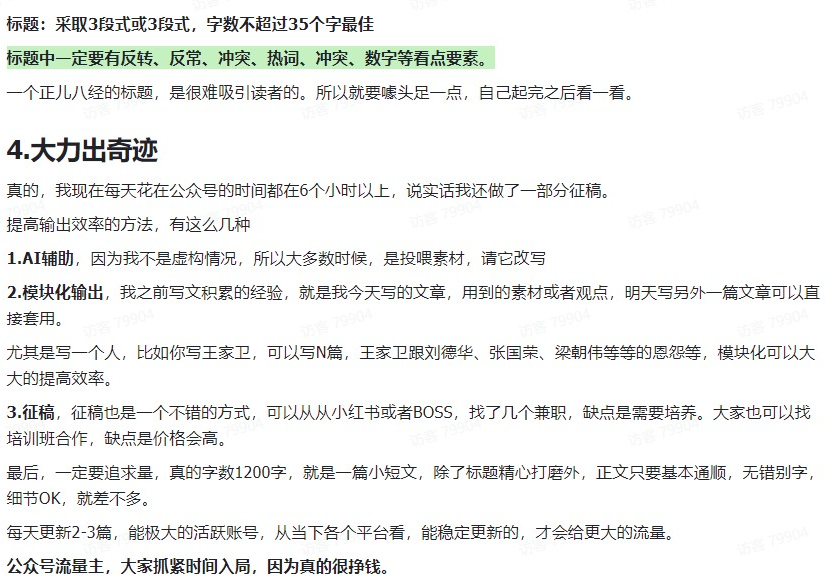 标题：采取3段式或3段式，字数不超过35个字最佳
标题中一定要有反转、反常、冲突、热词、冲突、数字等看点要素。
一个正儿八经的标题，是很难吸引读者的。所以就要噱头足一点，自己起完之后看一看。
4.大力出奇迹
真的，我现在每天花在公众号的时间都在6个小时以上，说实话我还做了一部分征稿。
提高输出效率的方法，有这么几种
1.AI辅助，因为我不是虚构情况，所以大多数时候，是投喂素材，请它改写
2.模块化输出，我之前写文积累的经验，就是我今天写的文章，用到的素材或者观点，明天写另外一篇文章可以直
接套用。
尤其是写一个人，比如你写王家卫，可以写N篇，王家卫跟刘德华、张国荣、梁朝伟等等的恩怨等，模块化可以大
大的提高效率。
3.征稿，征稿也是一个不错的方式，可以从从小红书或者BOSS，找了几个兼职，缺点是需要培养。大家也可以找
培训班合作，缺点是价格会高。
最后，一定要追求量，真的字数1200字，就是一篇小短文，除了标题精心打磨外，正文只要基本通顺，无错别字，
细节OK，就差不多。
每天更新2-3篇，能极大的活跃账号，从当下各个平台看，能稳定更新的，才会给更大的流量。
公众号流量主，大家抓紧时间入局，因为真的很挣钱。
访客 79904